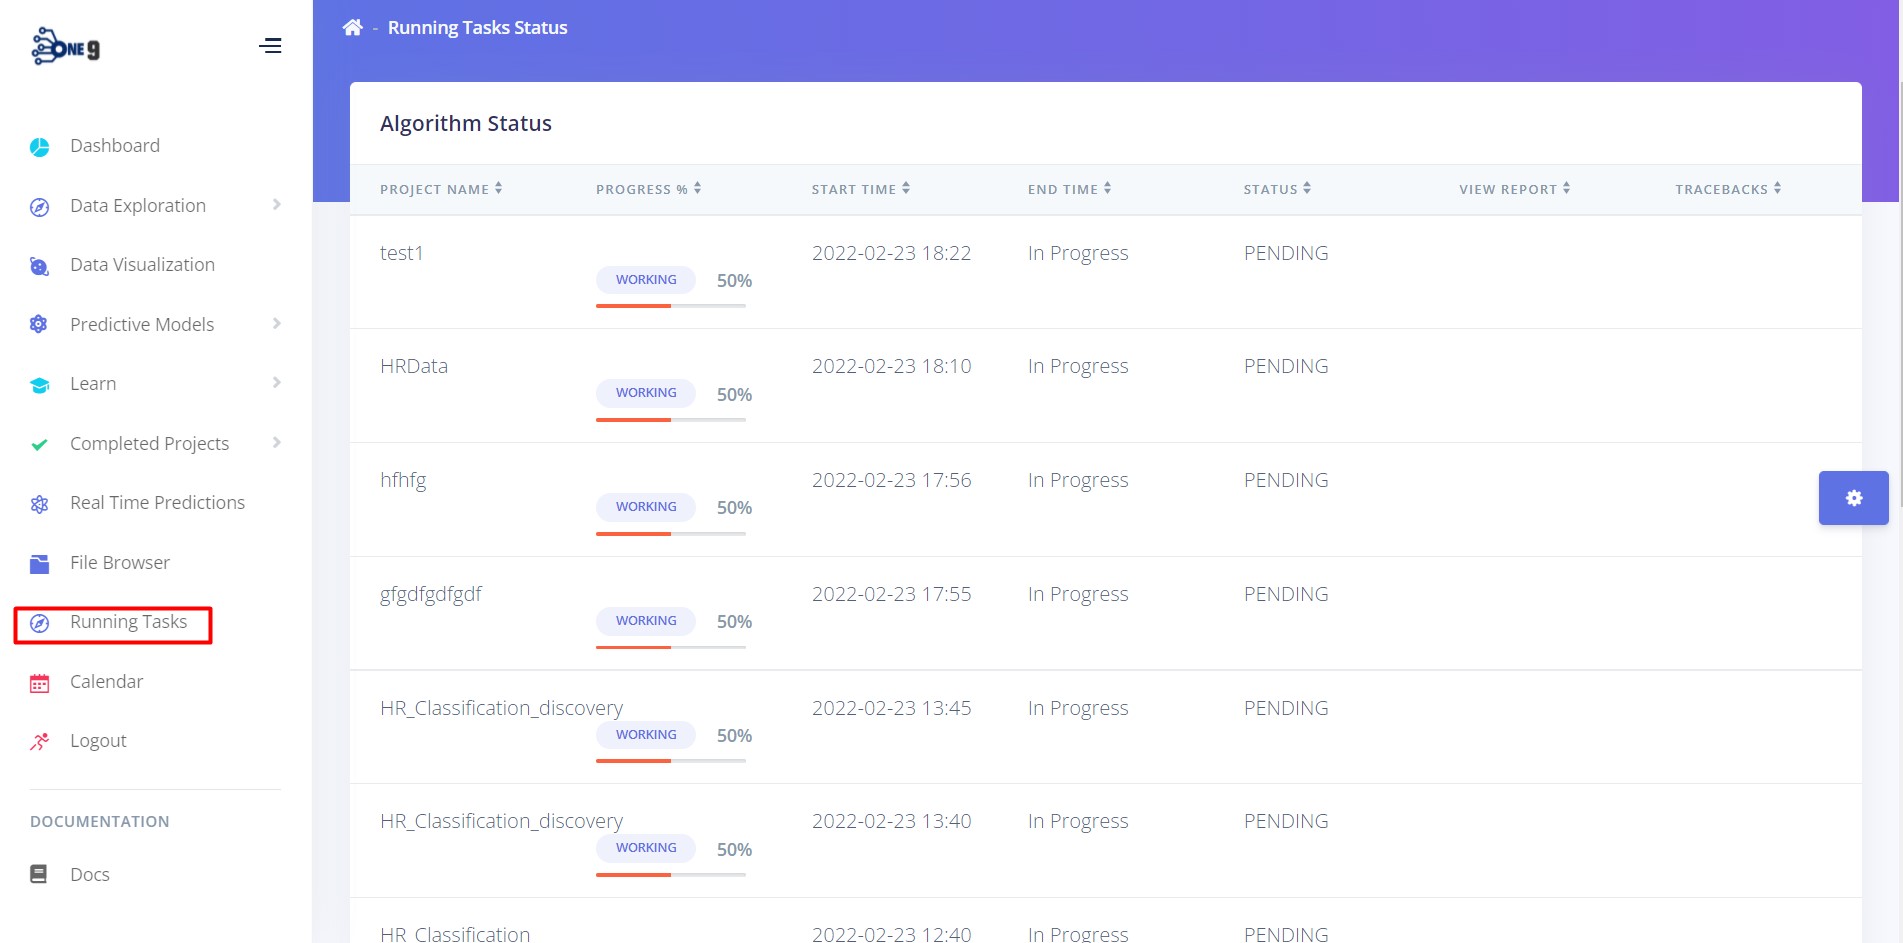 ONE 9
Running Tasks Status
Dashboard
Data Exploration
Data Visualization
Predictive Models
Learn
Completed Projects
Real Time Predictions
File Browser
Running Tasks
Calendar
Logout
DOCUMENTATION
Docs
Algorithm Status
PROJECT NAME PROGRESS % START TIME END TIME STATUS VIEW REPORT TRACEBACKS
test1 2022-02-23 18:22 In Progress PENDING
WORKING 50%
HRData 2022-02-23 18:10 In Progress PENDING
WORKING 50%
hfhfg 2022-02-23 17:56 In Progress PENDING
WORKING 50%
gfgdfgdfgdf 2022-02-23 17:55 In Progress PENDING
WORKING 50%
HR_Classification_discovery 2022-02-23 13:45 In Progress PENDING
WORKING 50%
HR_Classification_discovery 2022-02-23 13:40 In Progress PENDING
WORKING 50%
HR_Classification 2022-02-23 12:40 In Progress PENDING